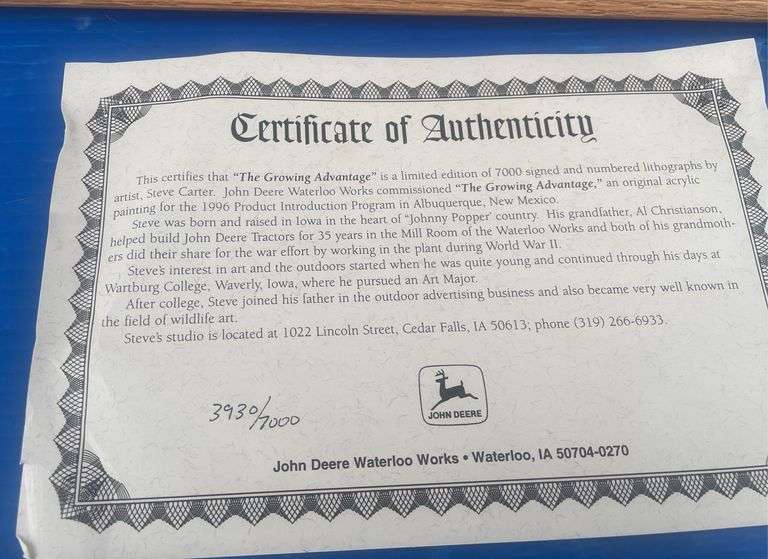 Certificate of Authenticity
This certifies that "The Growing Advantage" is a limited edition of 7000 signed and numbered lithographs by
artist, Steve Carter. John Deere Waterloo Works commissioned "The Growing Advantage," an original acrylic
painting for the 1996 Product Introduction Program in Albuquerque, New Mexico.
Steve was born and raised in Iowa in the heart of "Johnny Popper' country. His grandfather, Al Christianson,
helped build John Deere Tractors for 35 years in the Mill Room of the Waterloo Works and both of his grandmoth-
ers did their share for the war effort by working in the plant during World War II.
Steve's interest in art and the outdoors started when he was quite young and continued through his days at
Wartburg College, Waverly, Iowa, where he pursued an Art Major.
After college, Steve joined his father in the outdoor advertising business and also became very well known in
the field of wildlife art.
Steve's studio is located at 1022 Lincoln Street, Cedar Falls, IA 50613; phone (319) 266-6933.
3930/7000
JOHN DEERE
John Deere Waterloo Works • Waterloo, IA 50704-0270